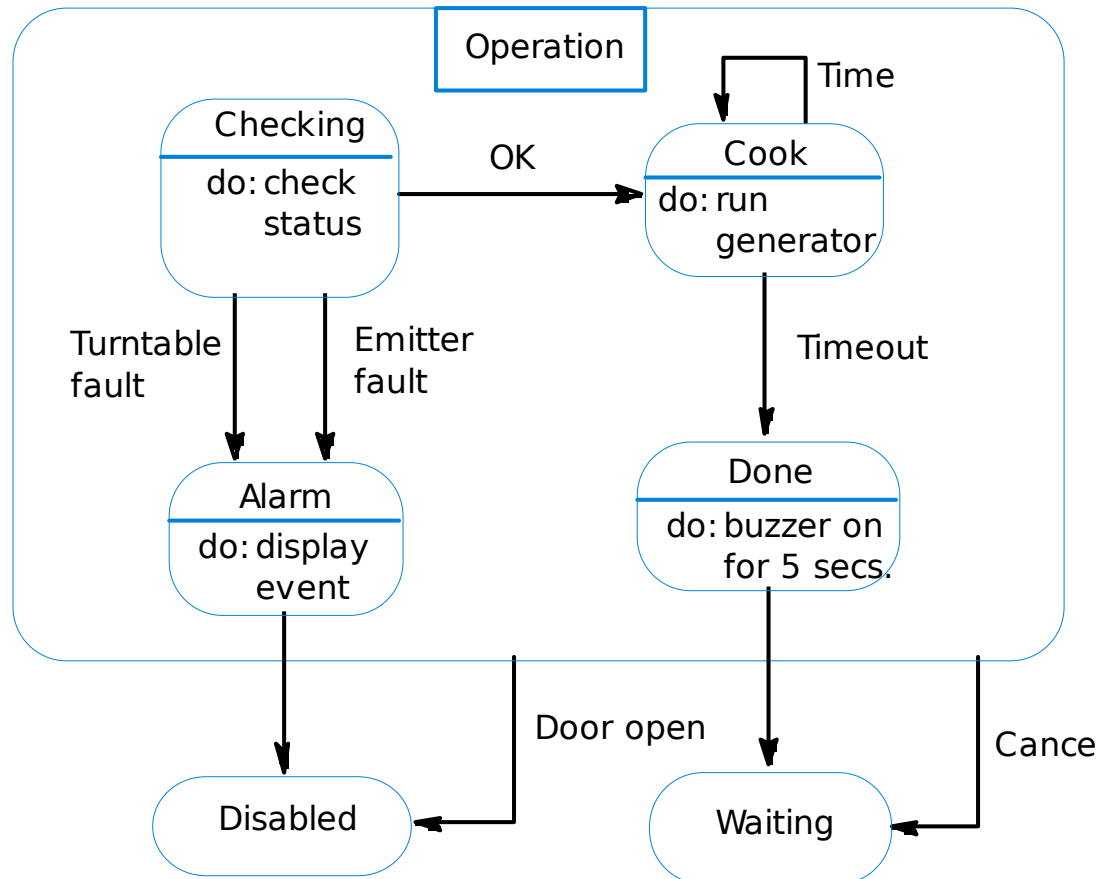 Operation
Time
Checking
do: check
status
OK
Cook
do: run
generator
Turntable
fault
Emitter
fault
Timeout
Alarm
do: display
event
Done
do: buzzer on
for 5 secs.
Door open
Cance
Disabled
Waiting